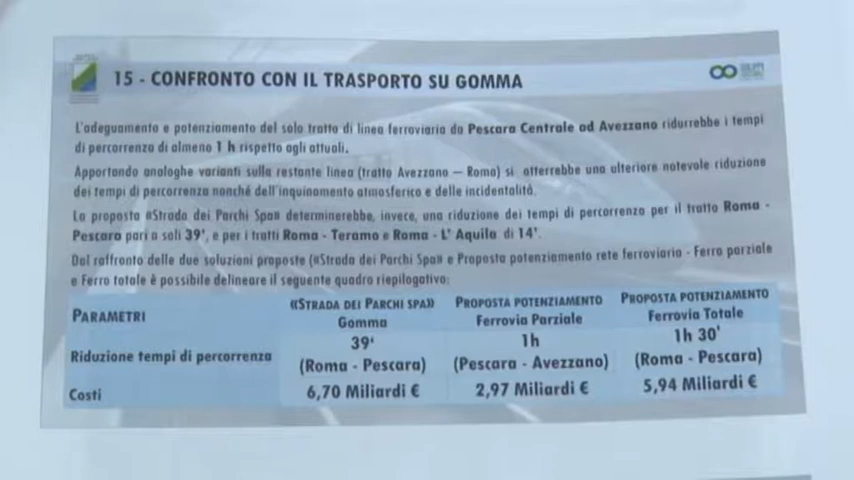 15 - CONFRONTO CON IL TRASPORTO SU GOMMA
L'adeguamento e potenziamento del solo tratto di linea ferroviaria da Pescara Centrale ad Avezzano ridurrebbe i tempi
di percorrenza di almeno 1 h rispetto agli attuali.
Apportando analoghe varianti sulla restante linea (tratto Avezzano – Roma) si otterrebbe una ulteriore notevole riduzione
dei tempi di percorrenza nonché dell'inquinamento atmosferico e delle incidentalità.
La proposta «Strada dei Parchi Spa» determinerebbe, invece, una riduzione dei tempi di percorrenza per il tratto Roma -
Pescara pari a soli 39', e per i tratti Roma - Teramo e Roma - L' Aquila di 14'.
Dal raffronto delle due soluzioni proposte («Strada dei Parchi Spa» e Proposta potenziamento rete ferroviaria - Ferro parziale
e Ferro totale è possibile delineare il seguente quadro riepilogativo:
PARAMETRI «STRADA DEI PARCHI SPA» PROPOSTA POTENZIAMENTO PROPOSTA POTENZIAMENTO
Gomma Ferrovia Parziale Ferrovia Totale
Riduzione tempi di percorrenza 39' 1h 1h 30'
(Roma - Pescara) (Pescara - Avezzano) (Roma - Pescara)
Costi 6,70 Miliardi € 2,97 Miliardi € 5,94 Miliardi €